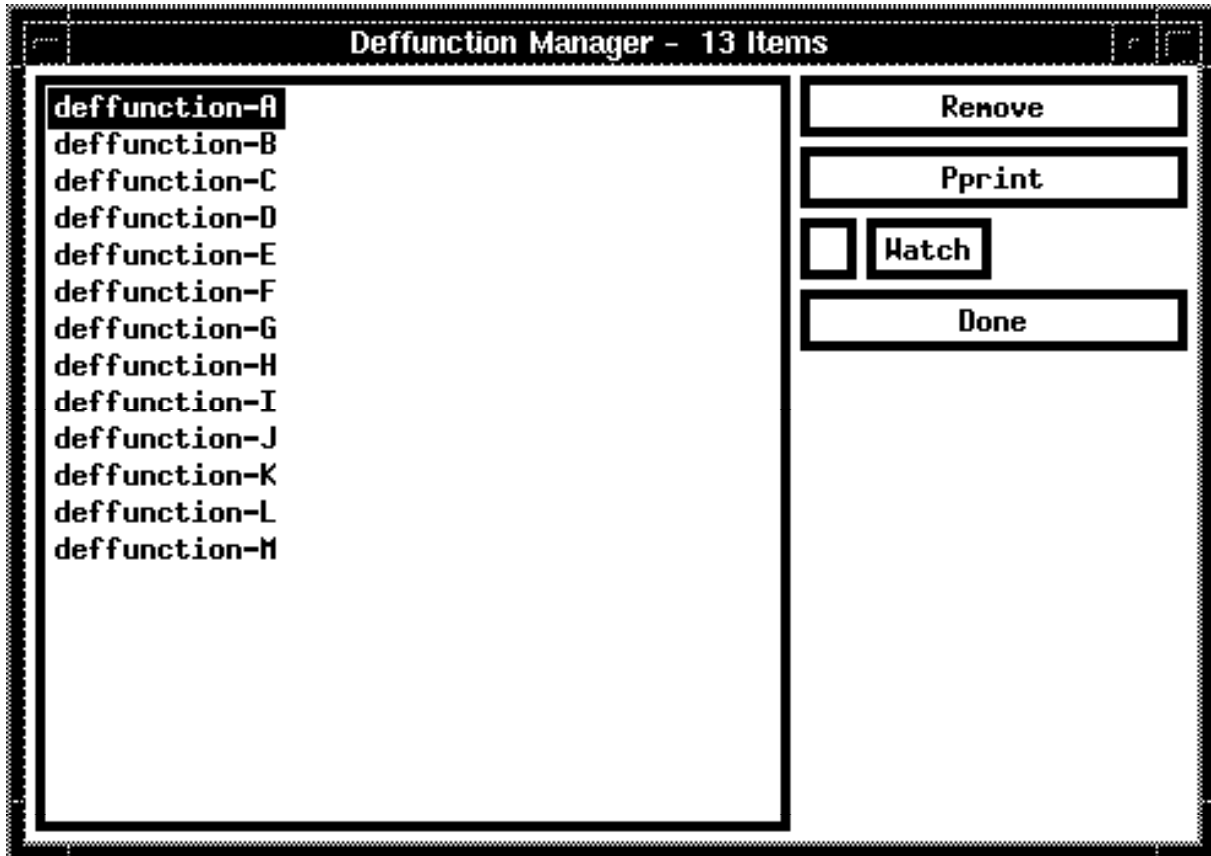 Deffunction Manager - 13 Items
deffunction-A
deffunction-B
deffunction-C
deffunction-D
deffunction-E
deffunction-F
deffunction-G
deffunction-H
deffunction-I
deffunction-J
deffunction-K
deffunction-L
deffunction-M
Remove
Pprint
Watch
Done